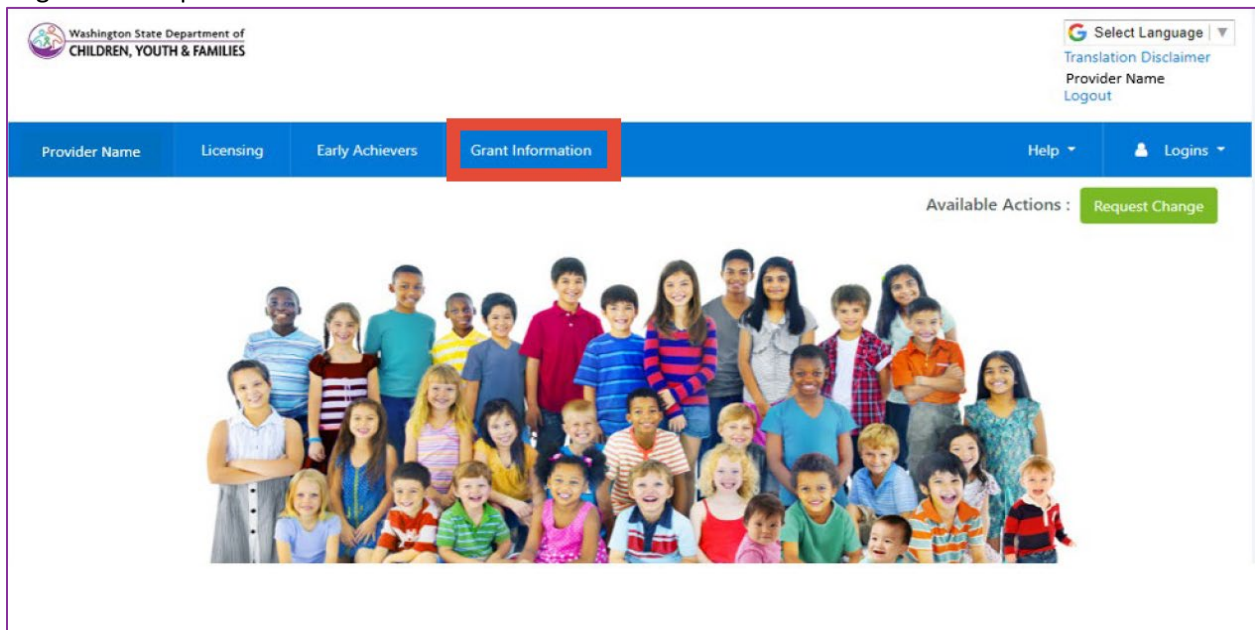 Washington State Department of
CHILDREN, YOUTH & FAMILIES
G Select Language ▼
Translation Disclaimer
Provider Name
Logout
Provider Name Licensing Early Achievers Grant Information Help Logins
Available Actions : Request Change